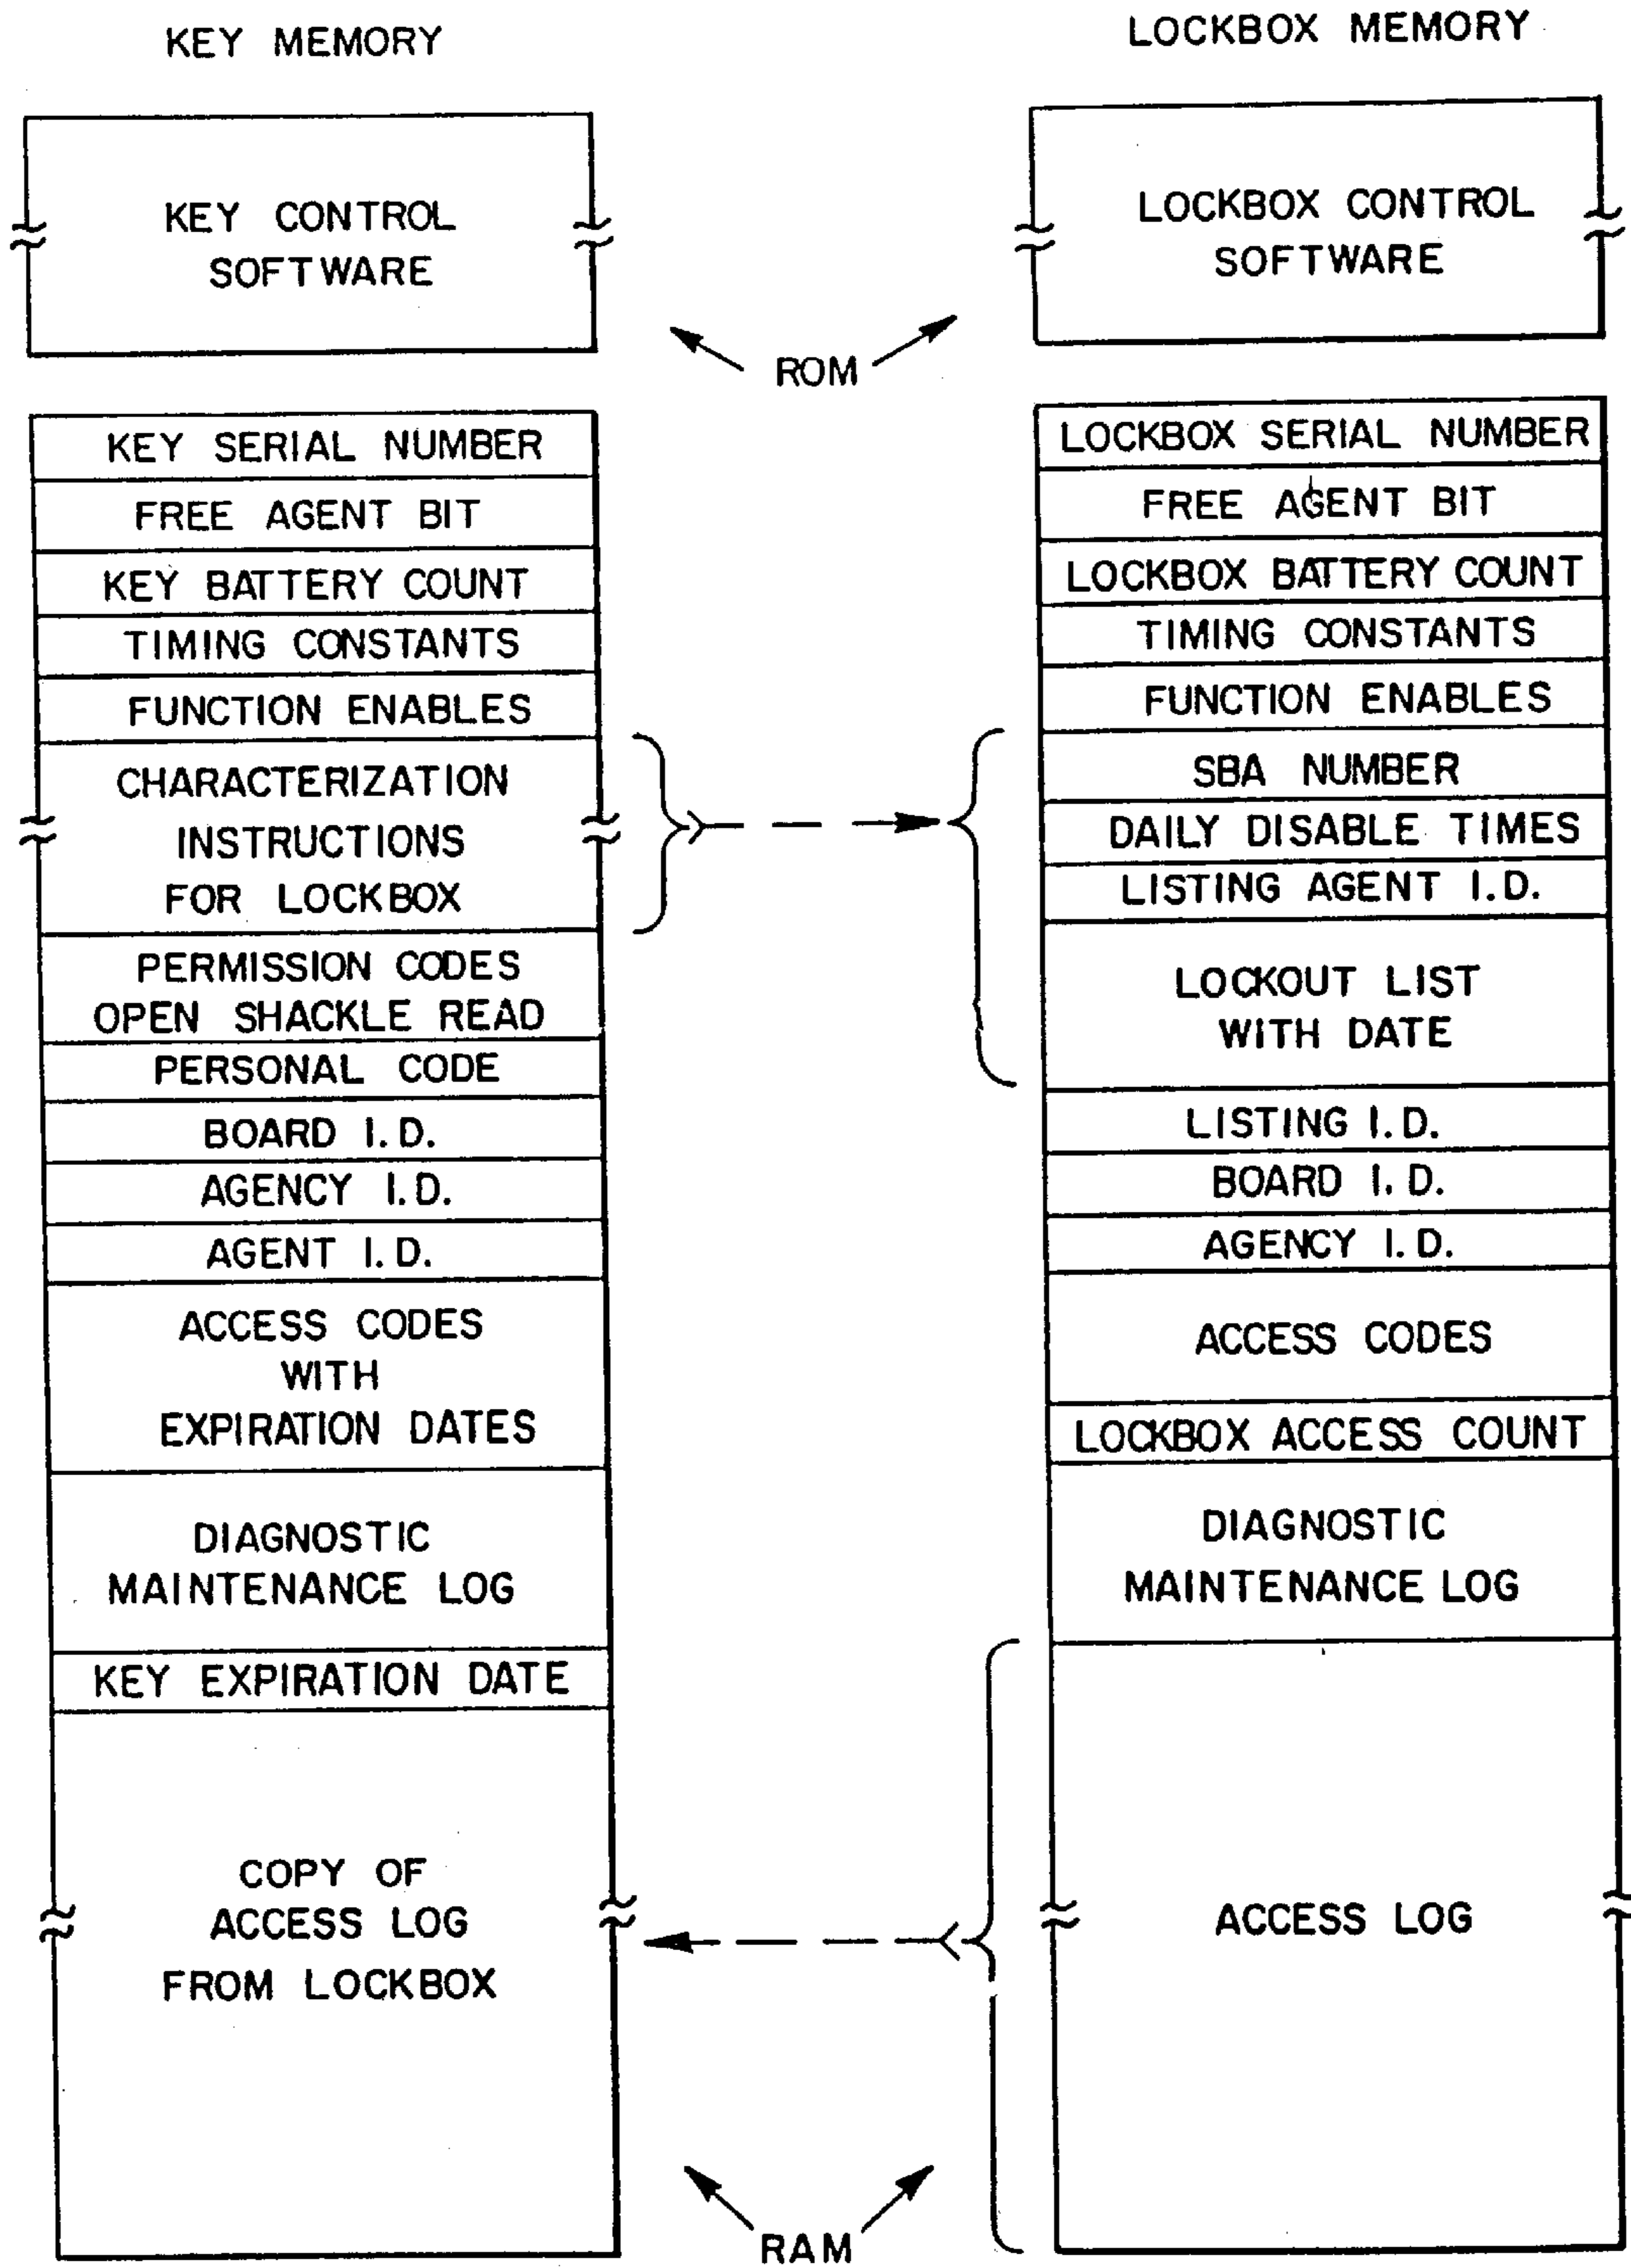 KEY MEMORY
KEY CONTROL
SOFTWARE
KEY SERIAL NUMBER
FREE AGENT BIT
KEY BATTERY COUNT
TIMING CONSTANTS
FUNCTION ENABLES
CHARACTERIZATION
INSTRUCTIONS
FOR LOCKBOX
PERMISSION CODES
OPEN SHACKLE READ
PERSONAL CODE
BOARD I.D.
AGENCY I.D.
AGENT I.D.
ACCESS CODES
WITH
EXPIRATION DATES
DIAGNOSTIC
MAINTENANCE LOG
KEY EXPIRATION DATE
COPY OF
ACCESS LOG
FROM LOCKBOX
ROM
RAM
LOCKBOX MEMORY
LOCKBOX CONTROL
SOFTWARE
LOCKBOX SERIAL NUMBER
FREE AGENT BIT
LOCKBOX BATTERY COUNT
TIMING CONSTANTS
FUNCTION ENABLES
SBA NUMBER
DAILY DISABLE TIMES
LISTING AGENT I.D.
LOCKOUT LIST
WITH DATE
LISTING I.D.
BOARD I.D.
AGENCY I.D.
ACCESS CODES
LOCKBOX ACCESS COUNT
DIAGNOSTIC
MAINTENANCE LOG
ACCESS LOG